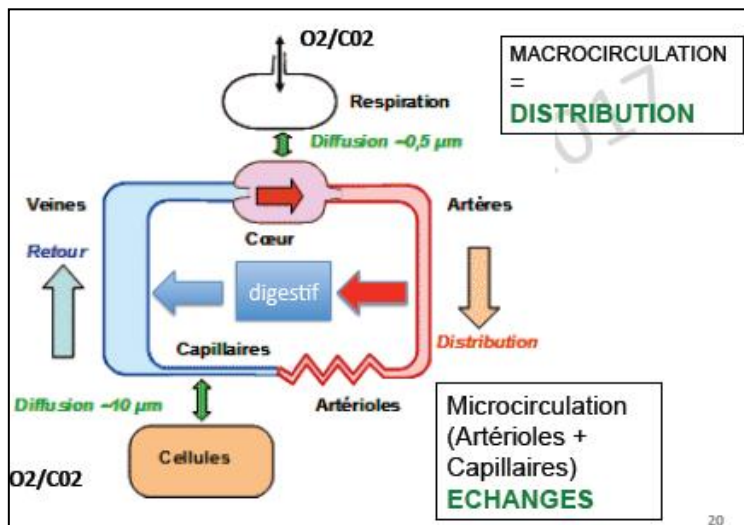 O2/C02
MACROCIRCULATION
=
DISTRIBUTION
017
Respiration
Diffusion ~0,5 µm
Veines
Artères
Retour
Cœur
digestif
Capillaires
Distribution
Diffusion ~10 µm
Artérioles
Microcirculation
(Artérioles +
Capillaires)
ECHANGES
Cellules
O2/C02
20